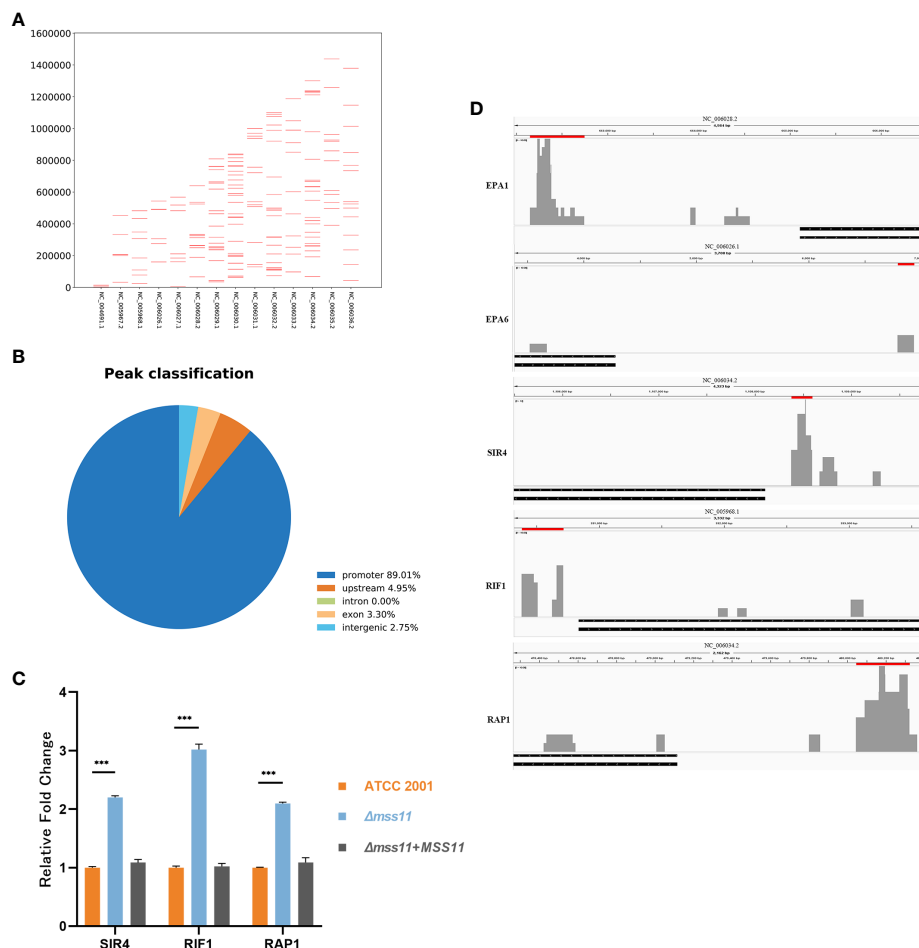 A
1600000
1400000
1200000
1000000
800000
600000
400000
200000
0
NC_004691.1
NC_005967.2
NC_005968.1
NC_006026.1
NC_006027.1
NC_006028.2
NC_006029.1
NC_006030.1
NC_006031.1
NC_006032.2
NC_006033.2
NC_006034.2
NC_006035.2
NC_006036.2
B
Peak classification
promoter 89.01%
upstream 4.95%
intron 0.00%
exon 3.30%
intergenic 2.75%
C
Relative Fold Change
4
3
2
1
0
***
***
***
SIR4
RIF1
RAP1
ATCC 2001
Δmss11
Δmss11+MSS11
D
NC_006028.2
EPA1
NC_006026.1
EPA6
NC_006034.2
SIR4
NC_005968.1
RIF1
NC_006034.2
RAP1